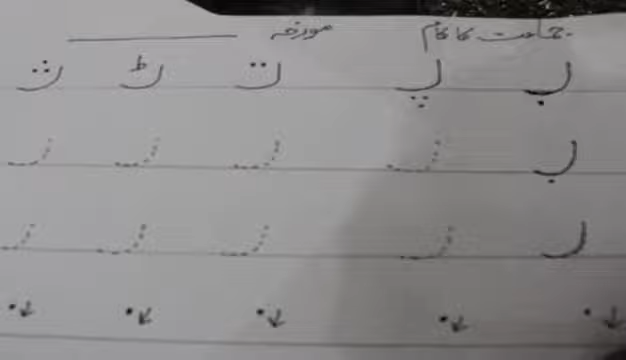 جماعت کا کام مورخہ
ب پ ت ٹ ث
ب